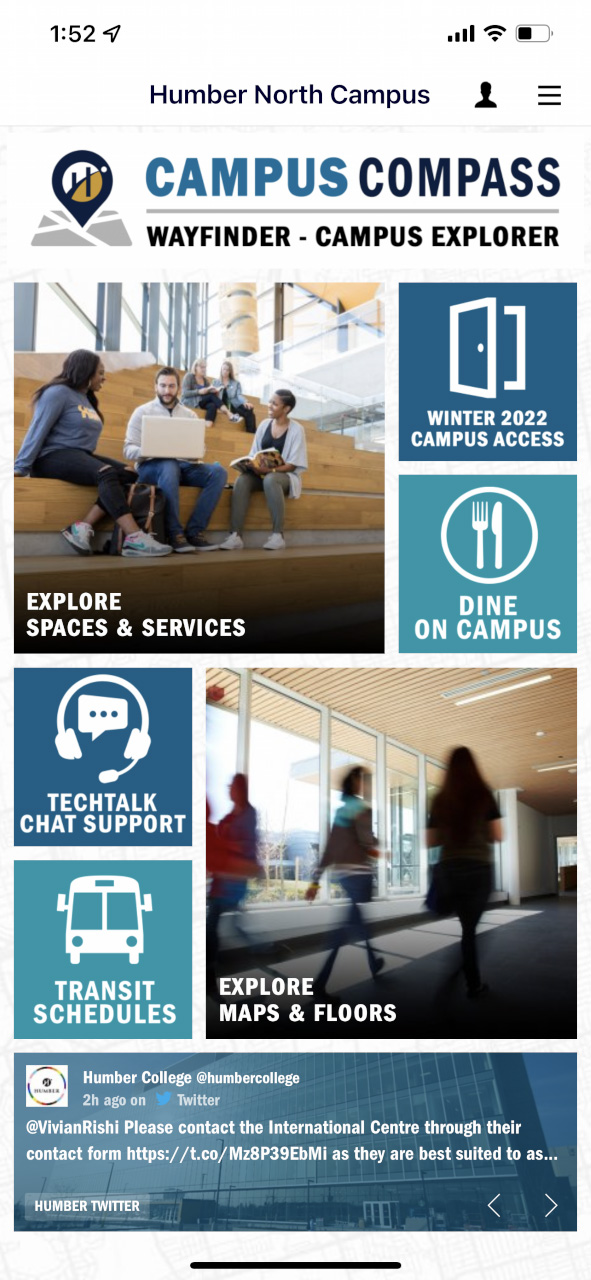 1:52
Humber North Campus
CAMPUS COMPASS
WAYFINDER - CAMPUS EXPLORER
EXPLORE
SPACES & SERVICES
WINTER 2022
CAMPUS ACCESS
DINE
ON CAMPUS
TECHTALK
CHAT SUPPORT
TRANSIT
SCHEDULES
EXPLORE
MAPS & FLOORS
HUMBER
Humber College @humbercollege
2h ago on Twitter
@VivianRishi Please contact the International Centre through their
contact form https://t.co/Mz8P39EbMi as they are best suited to as...
HUMBER TWITTER